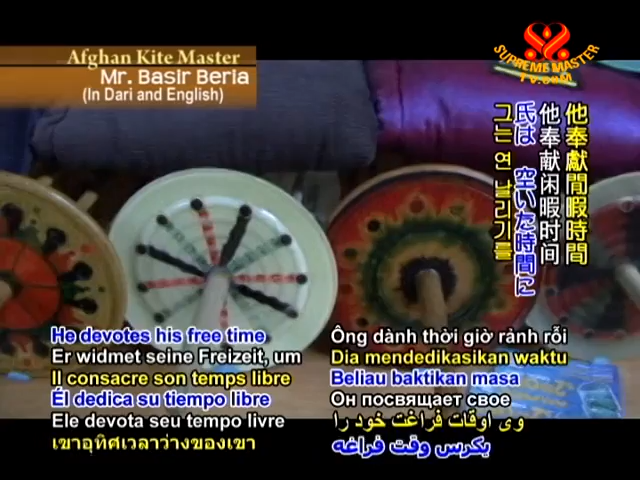 Afghan Kite Master
Mr. Basir Beria
(In Dari and English)
SUPREME MASTER
TV.COM
他奉獻閒暇時間
他奉献闲暇时间
氏は 空いた時間に
그는 연 날리기를
He devotes his free time
Er widmet seine Freizeit, um
Il consacre son temps libre
Él dedica su tiempo libre
Ele devota seu tempo livre
เขาอุทิศเวลาว่างของเขา
Ông dành thời giờ rảnh rỗi
Dia mendedikasikan waktu
Beliau baktikan masa
Он посвящает свое
وی اوقات فراغت خود را
يكرس وقت فراغه